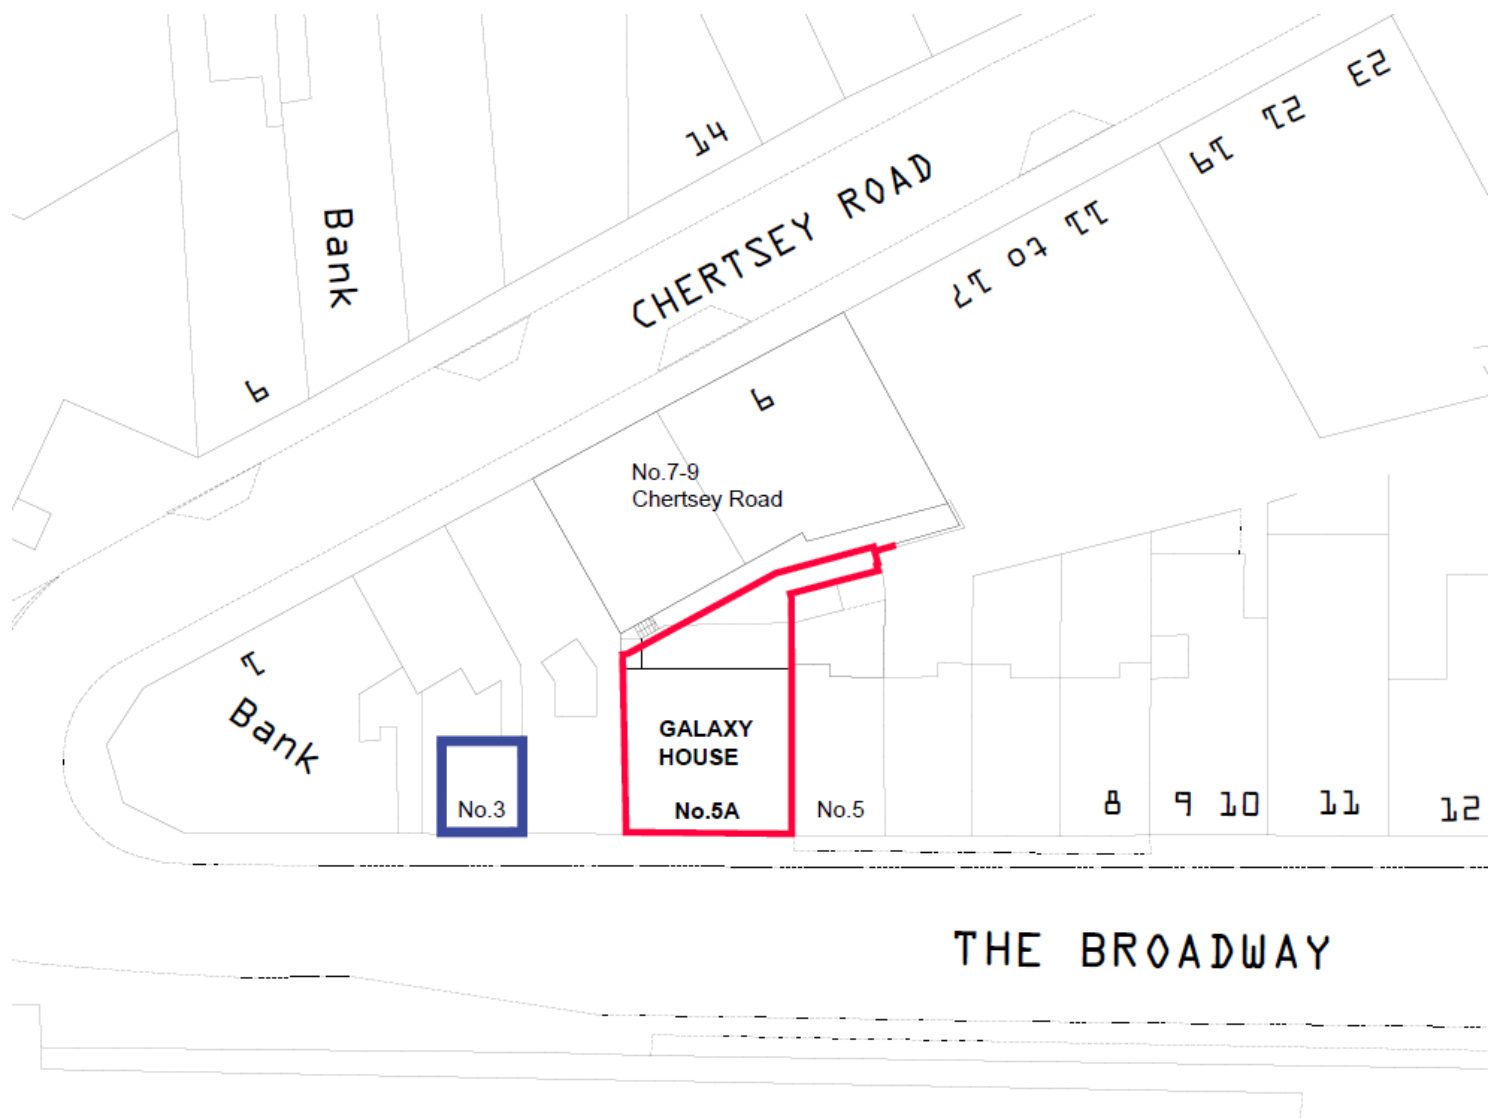 14
23
21
19
CHERTSEY ROAD
11 to 17
Bank
6
9
No.7-9
Chertsey Road
1
Bank
GALAXY
HOUSE
No.3
No.5A
No.5
8
9
10
11
12
THE BROADWAY